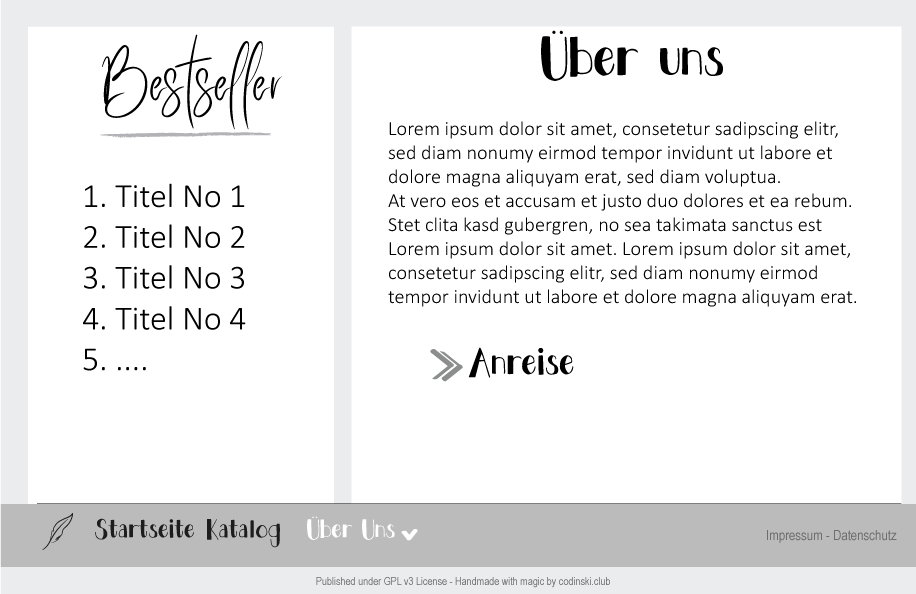 Bestseller
1. Titel No 1
2. Titel No 2
3. Titel No 3
4. Titel No 4
5. ....
Über uns
Lorem ipsum dolor sit amet, consetetur sadipscing elitr,
sed diam nonumy eirmod tempor invidunt ut labore et
dolore magna aliquyam erat, sed diam voluptua.
At vero eos et accusam et justo duo dolores et ea rebum.
Stet clita kasd gubergren, no sea takimata sanctus est
Lorem ipsum dolor sit amet. Lorem ipsum dolor sit amet,
consetetur sadipscing elitr, sed diam nonumy eirmod
tempor invidunt ut labore et dolore magna aliquyam erat.
Anreise
Startseite Katalog Über Uns
Impressum - Datenschutz
Published under GPL v3 License - Handmade with magic by codinski.club